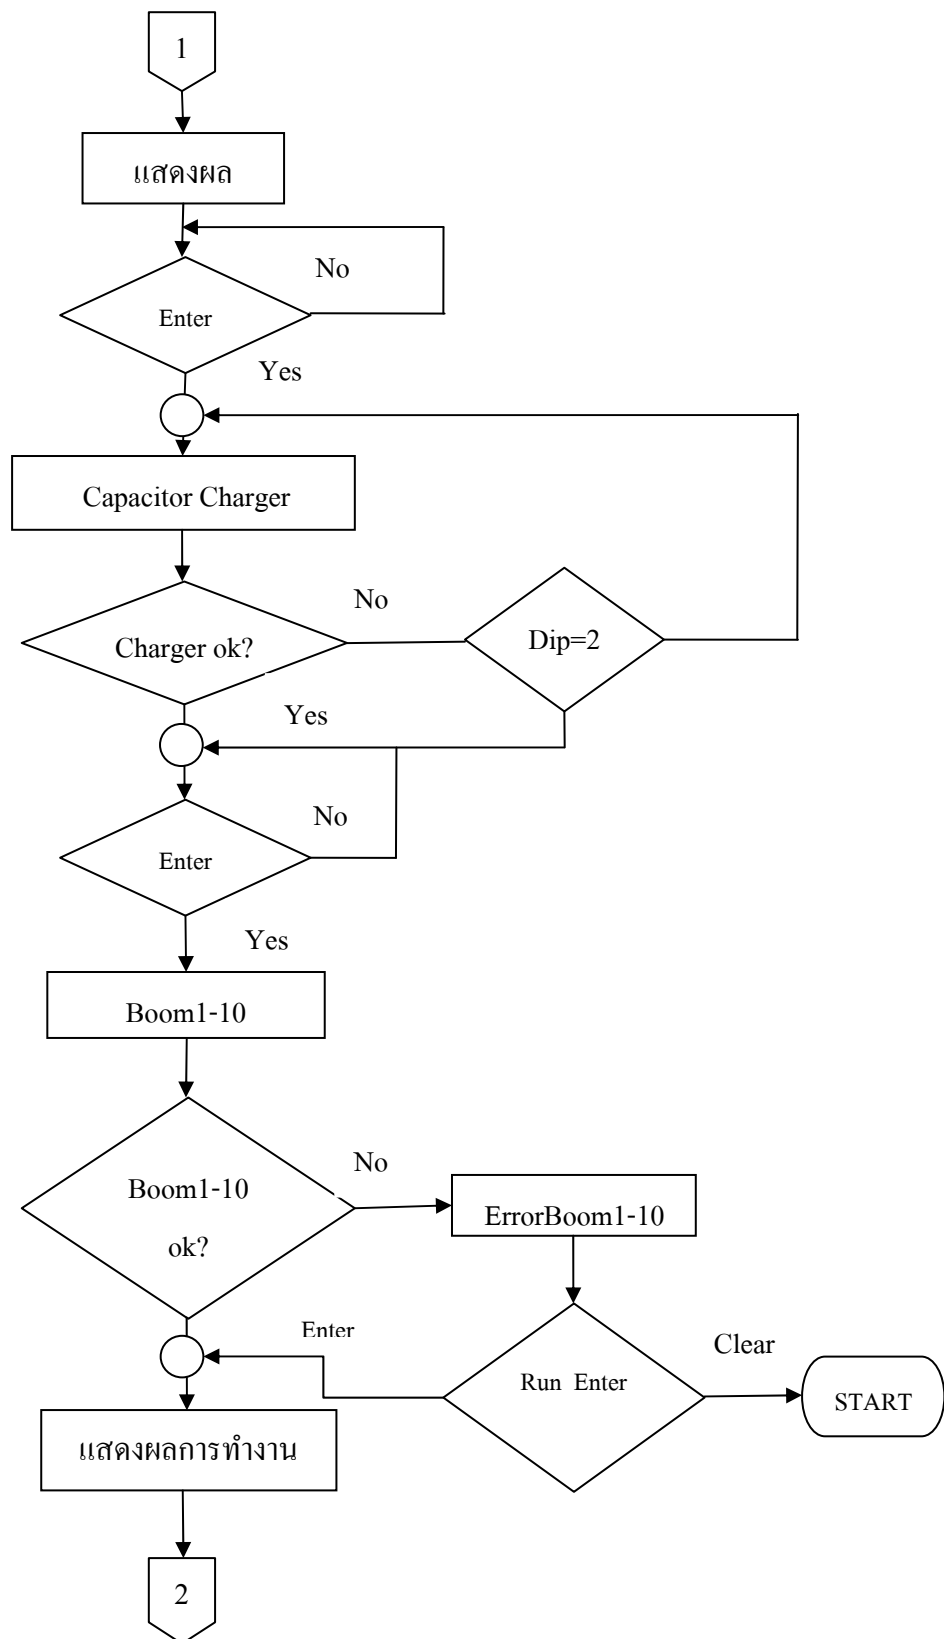 1
แสดงผล
No
Enter
Yes
Capacitor Charger
No
Charger ok?
Dip=2
Yes
No
Enter
Yes
Boom1-10
No
Boom1-10
ok?
ErrorBoom1-10
Enter
Clear
Run Enter
START
แสดงผลการทำงาน
2